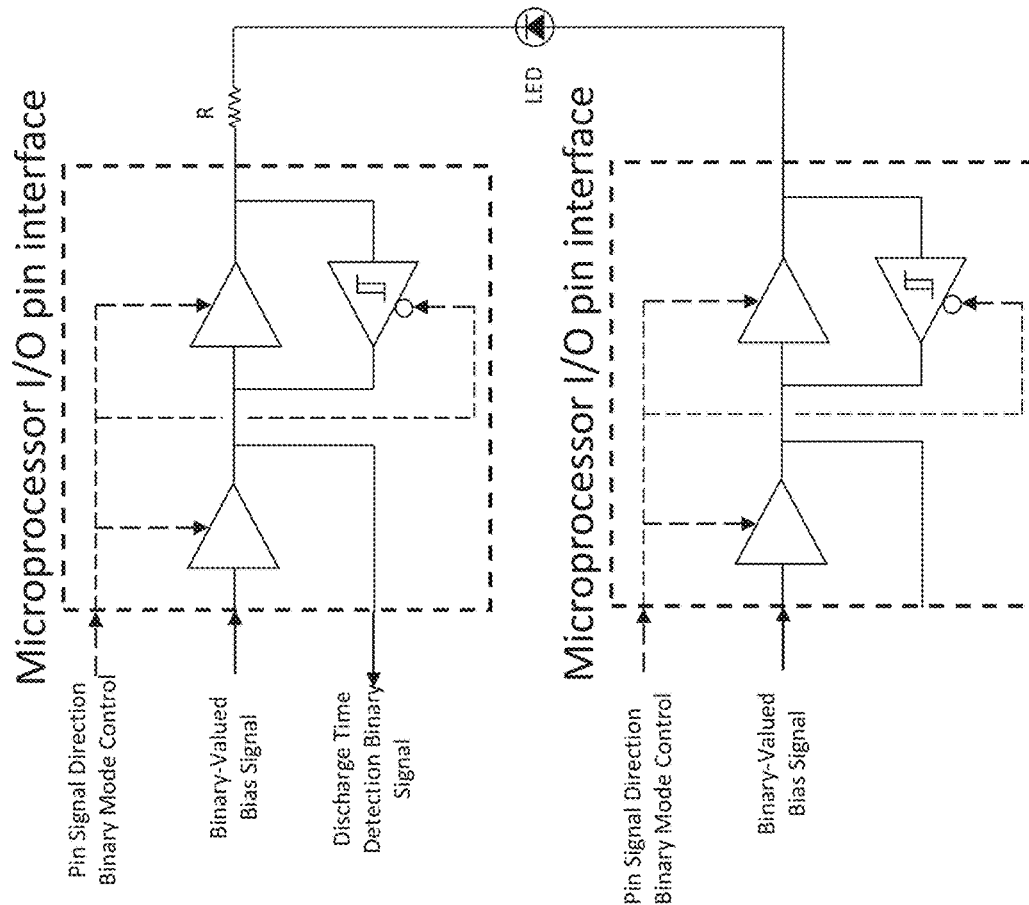 Microprocessor I/O pin interface
Pin Signal Direction
Binary Mode Control
Binary-Valued
Bias Signal
Discharge Time
Detection Binary
Signal
R
LED
Microprocessor I/O pin interface
Pin Signal Direction
Binary Mode Control
Binary-Valued
Bias Signal